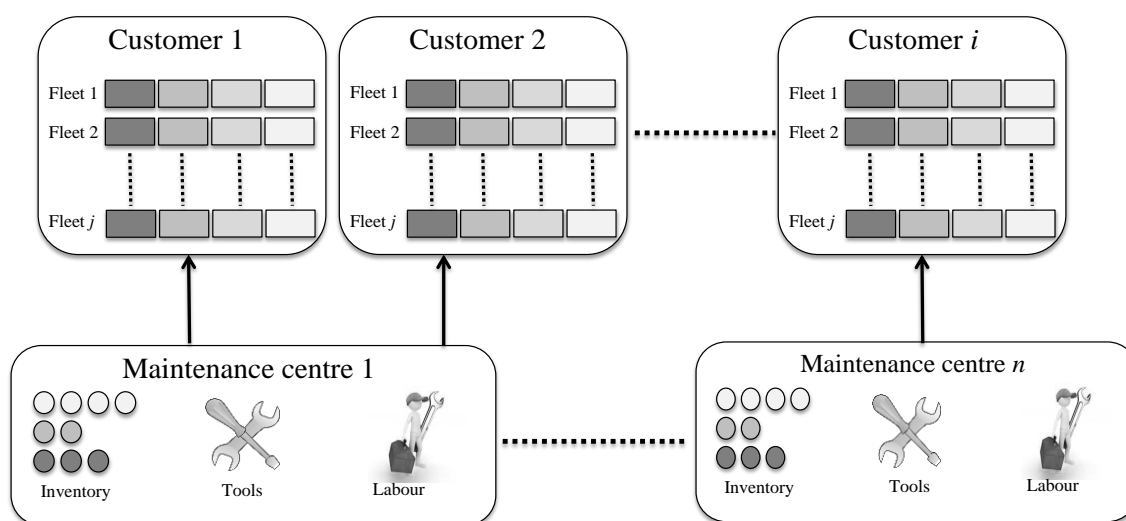 Customer 1
Fleet 1
Fleet 2
Fleet j
Customer 2
Fleet 1
Fleet 2
Fleet j
Customer i
Fleet 1
Fleet 2
Fleet j
Maintenance centre 1
Inventory
Tools
Labour
Maintenance centre n
Inventory
Tools
Labour